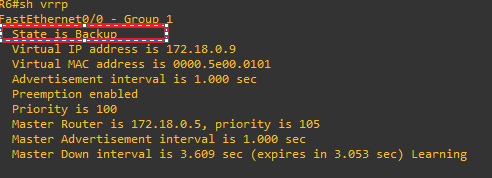 R6#sh vrrp
FastEthernet0/0 - Group 1
State is Backup
Virtual IP address is 172.18.0.9
Virtual MAC address is 0000.5e00.0101
Advertisement interval is 1.000 sec
Preemption enabled
Priority is 100
Master Router is 172.18.0.5, priority is 105
Master Advertisement interval is 1.000 sec
Master Down interval is 3.609 sec (expires in 3.053 sec) Learning